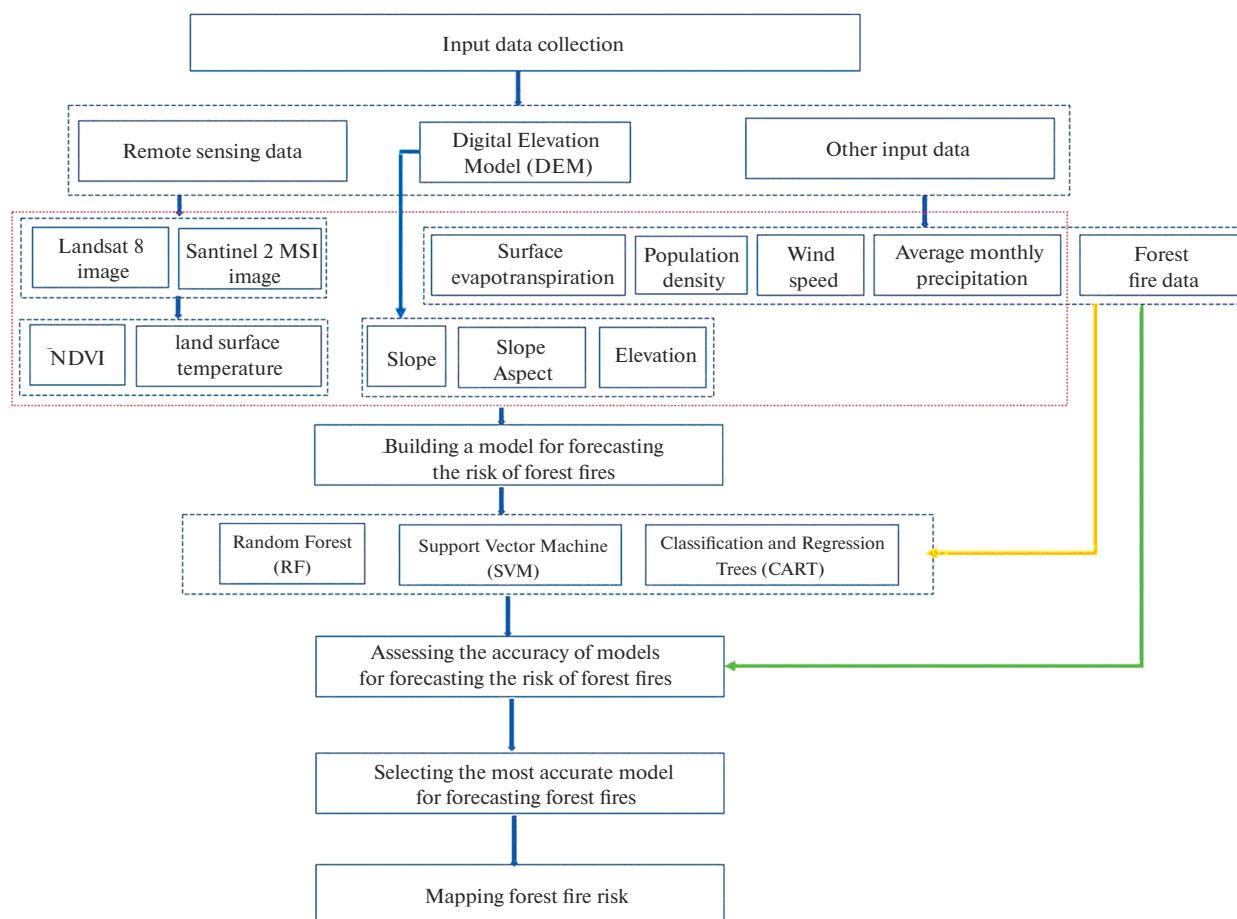 Input data collection
Remote sensing data
Digital Elevation
Model (DEM)
Other input data
Landsat 8
image
Santinel 2 MSI
image
Surface
evapotranspiration
Population
density
Wind
speed
Average monthly
precipitation
Forest
fire data
NDVI
land surface
temperature
Slope
Slope
Aspect
Elevation
Building a model for forecasting
the risk of forest fires
Random Forest
(RF)
Support Vector Machine
(SVM)
Classification and Regression
Trees (CART)
Assessing the accuracy of models
for forecasting the risk of forest fires
Selecting the most accurate model
for forecasting forest fires
Mapping forest fire risk